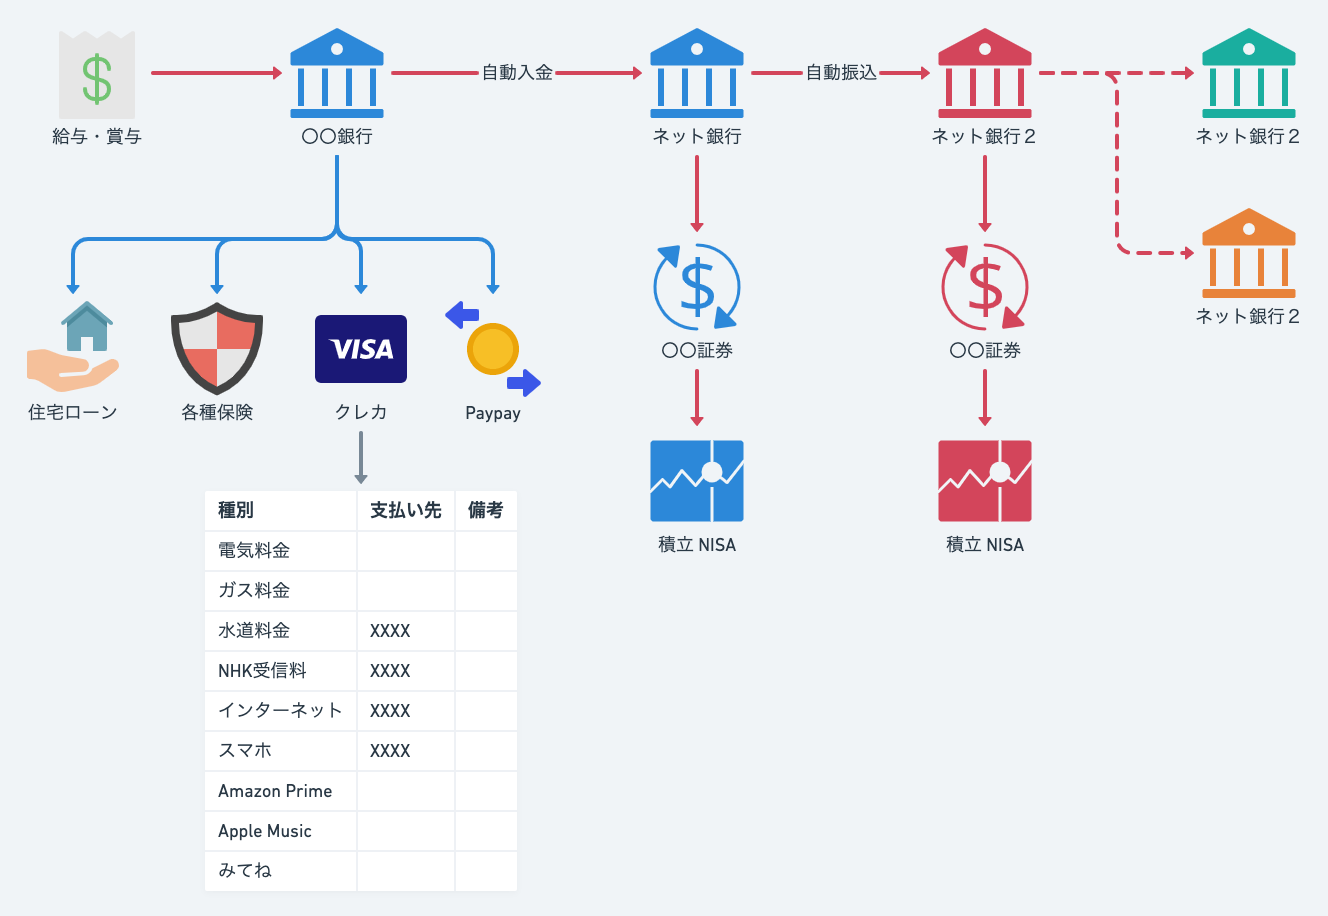 自動入金
自動振込
給与・賞与
〇〇銀行
ネット銀行
ネット銀行２
ネット銀行２
ネット銀行２
〇〇証券
〇〇証券
VISA
住宅ローン
各種保険
クレカ
Paypay
種別 支払い先 備考
電気料金
ガス料金
水道料金 XXXX
NHK受信料 XXXX
インターネット XXXX
スマホ XXXX
Amazon Prime
Apple Music
みてね
積立 NISA
積立 NISA